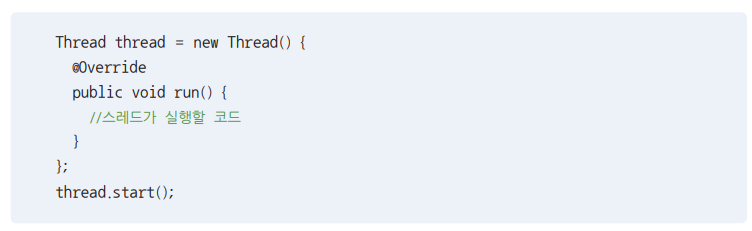 Thread thread = new Thread() {
@Override
public void run() {
//스레드가 실행할 코드
}
};
thread.start();